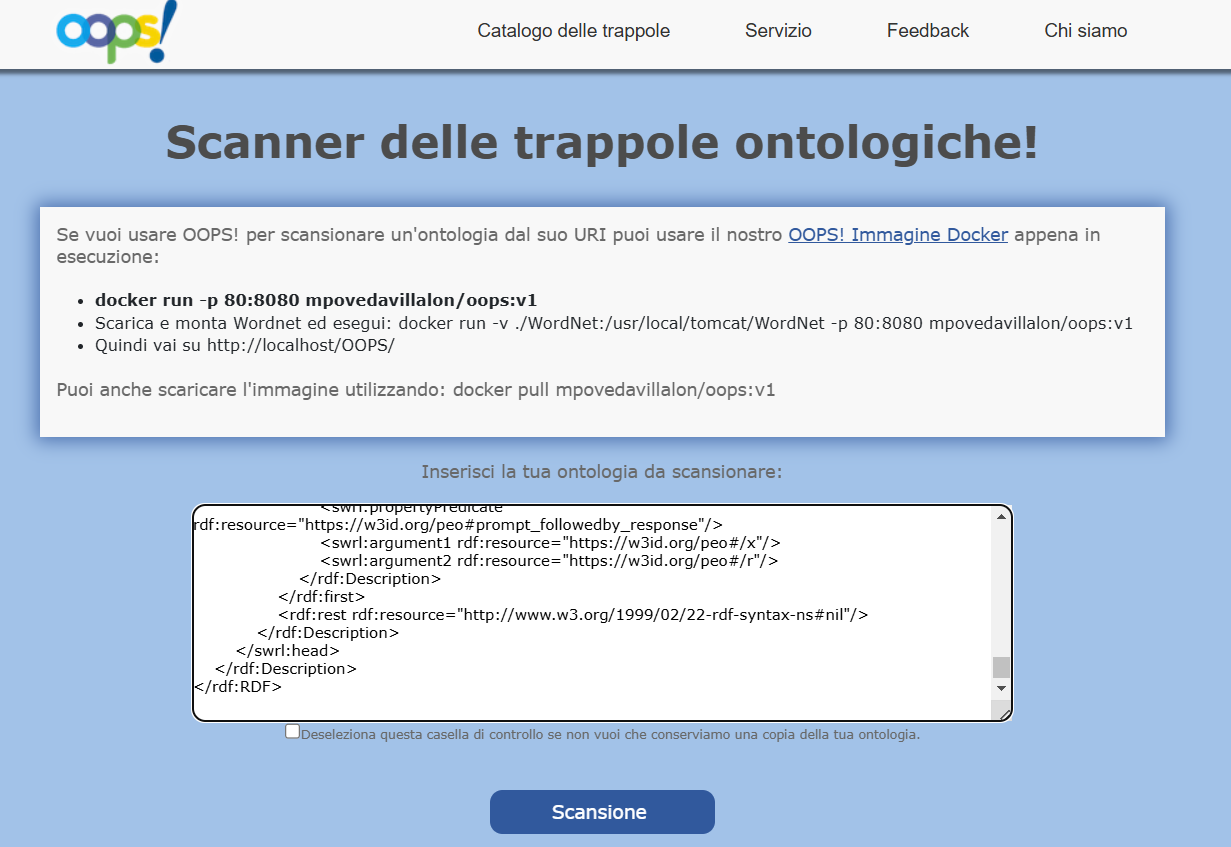 oops!
Catalogo delle trappole
Servizio
Feedback
Chi siamo
Scanner delle trappole ontologiche!
Se vuoi usare OOPS! per scansionare un'ontologia dal suo URI puoi usare il nostro OOPS! Immagine Docker appena in
esecuzione:
docker run -p 80:8080 mpovedavillalon/oops:v1
Scarica e monta Wordnet ed esegui: docker run -v ./WordNet:/usr/local/tomcat/WordNet -p 80:8080 mpovedavillalon/oops:v1
Quindi vai su http://localhost/OOPS/
Puoi anche scaricare l'immagine utilizzando: docker pull mpovedavillalon/oops:v1
Inserisci la tua ontologia da scansionare:
<swrl:propertyPredicate
rdf:resource="https://w3id.org/peo#prompt_followedby_response"/>
<swrl:argument1 rdf:resource="https://w3id.org/peo#/x"/>
<swrl:argument2 rdf:resource="https://w3id.org/peo#/r"/>
</rdf:Description>
</rdf:first>
<rdf:rest rdf:resource="http://www.w3.org/1999/02/22-rdf-syntax-ns#nil"/>
</rdf:Description>
</swrl:head>
</rdf:Description>
</rdf:RDF>
Deseleziona questa casella di controllo se non vuoi che conserviamo una copia della tua ontologia.
Scansione